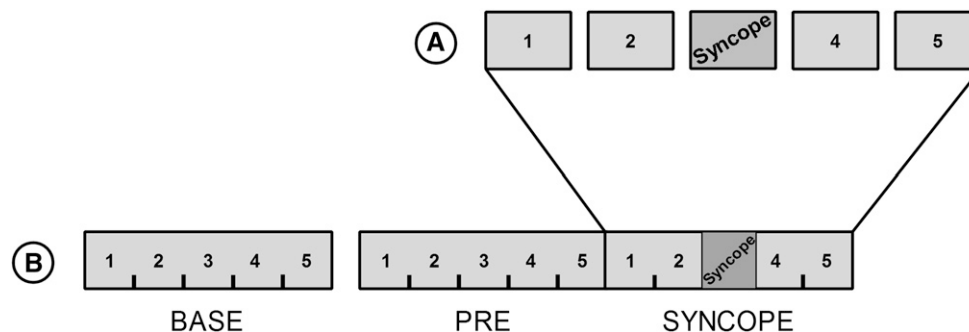 A 1 2 Syncope 4 5
B 1 2 3 4 5 1 2 3 4 5 1 2 Syncope 4 5
BASE PRE SYNCOPE